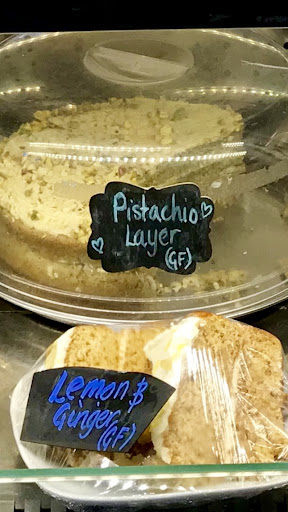 Pistachio
Layer
(GF)
Lemon &
Ginger
(GF)